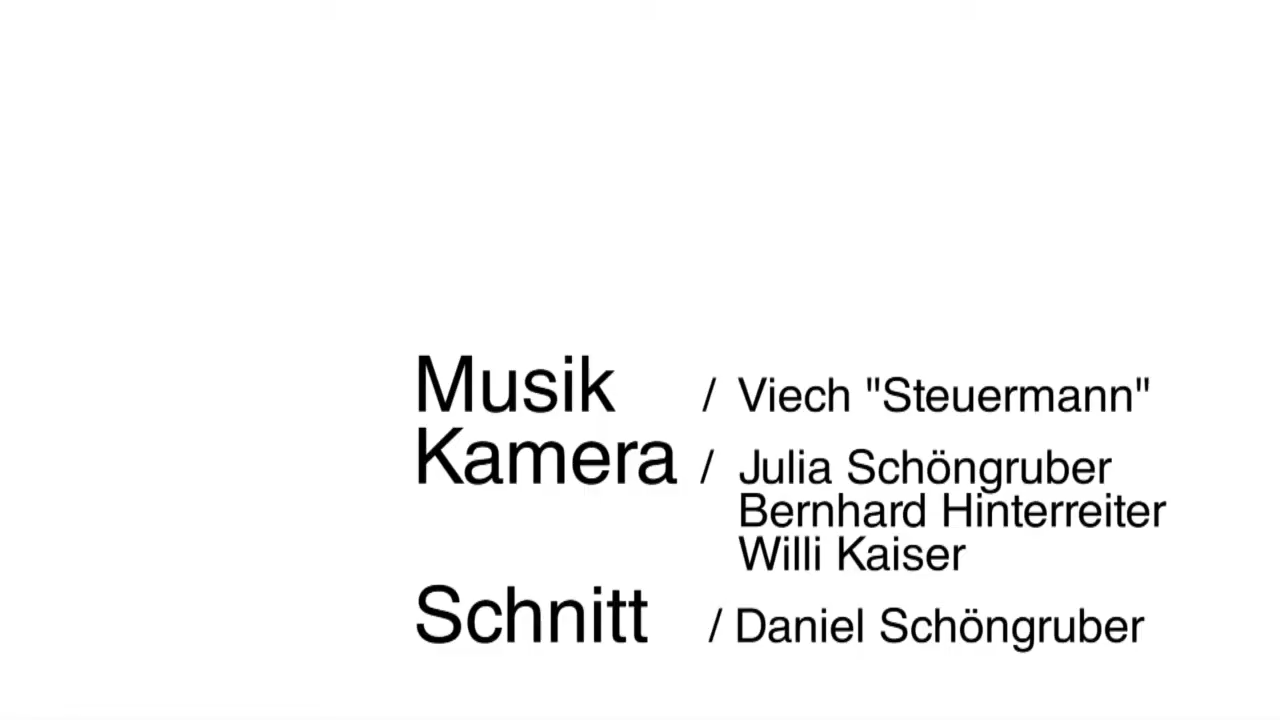 Musik / Viech "Steuermann"
Kamera / Julia Schöngruber
Bernhard Hinterreiter
Willi Kaiser
Schnitt / Daniel Schöngruber